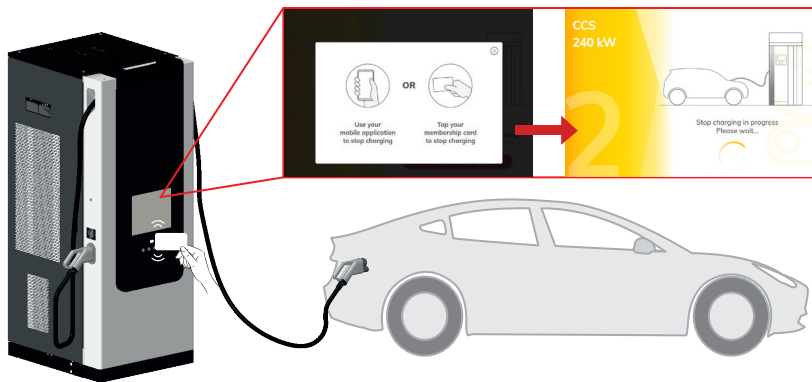 Use your
mobile application
to stop charging
OR
Tap your
membership card
to stop charging
CCS
240 kW
2
Stop charging in progress
Please wait...